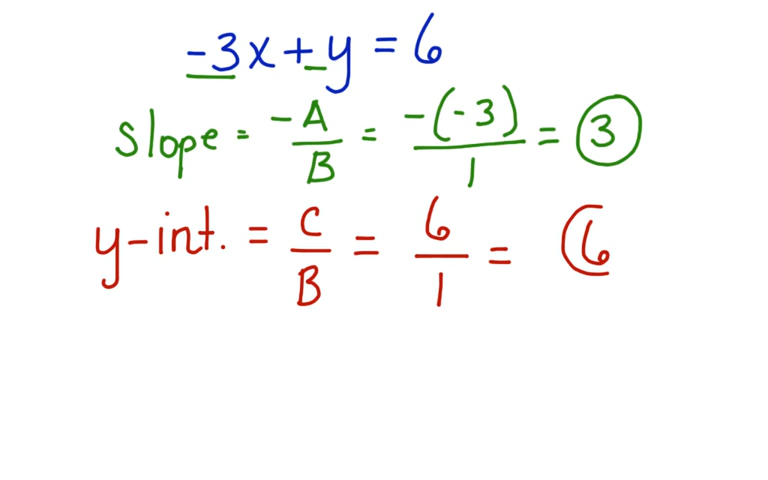 -3x + y = 6
slope = -A/B = -(-3)/1 = 3
y-int. = C/B = 6/1 = 6